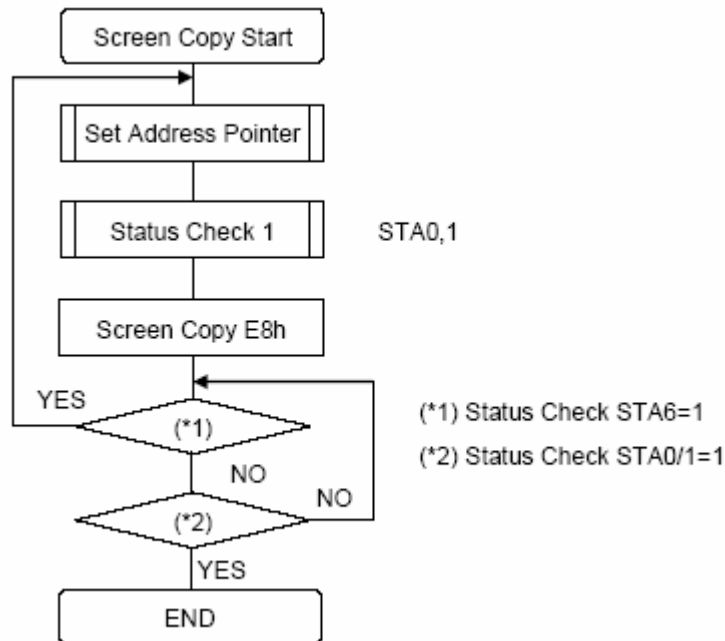 Screen Copy Start
Set Address Pointer
Status Check 1
STA0,1
Screen Copy E8h
YES
(*1)
(*1) Status Check STA6=1
NO
(*2) Status Check STA0/1=1
NO
(*2)
YES
END